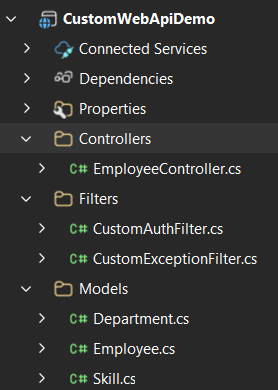 CustomWebApiDemo
Connected Services
Dependencies
Properties
Controllers
C# EmployeeController.cs
Filters
C# CustomAuthFilter.cs
C# CustomExceptionFilter.cs
Models
C# Department.cs
C# Employee.cs
C# Skill.cs